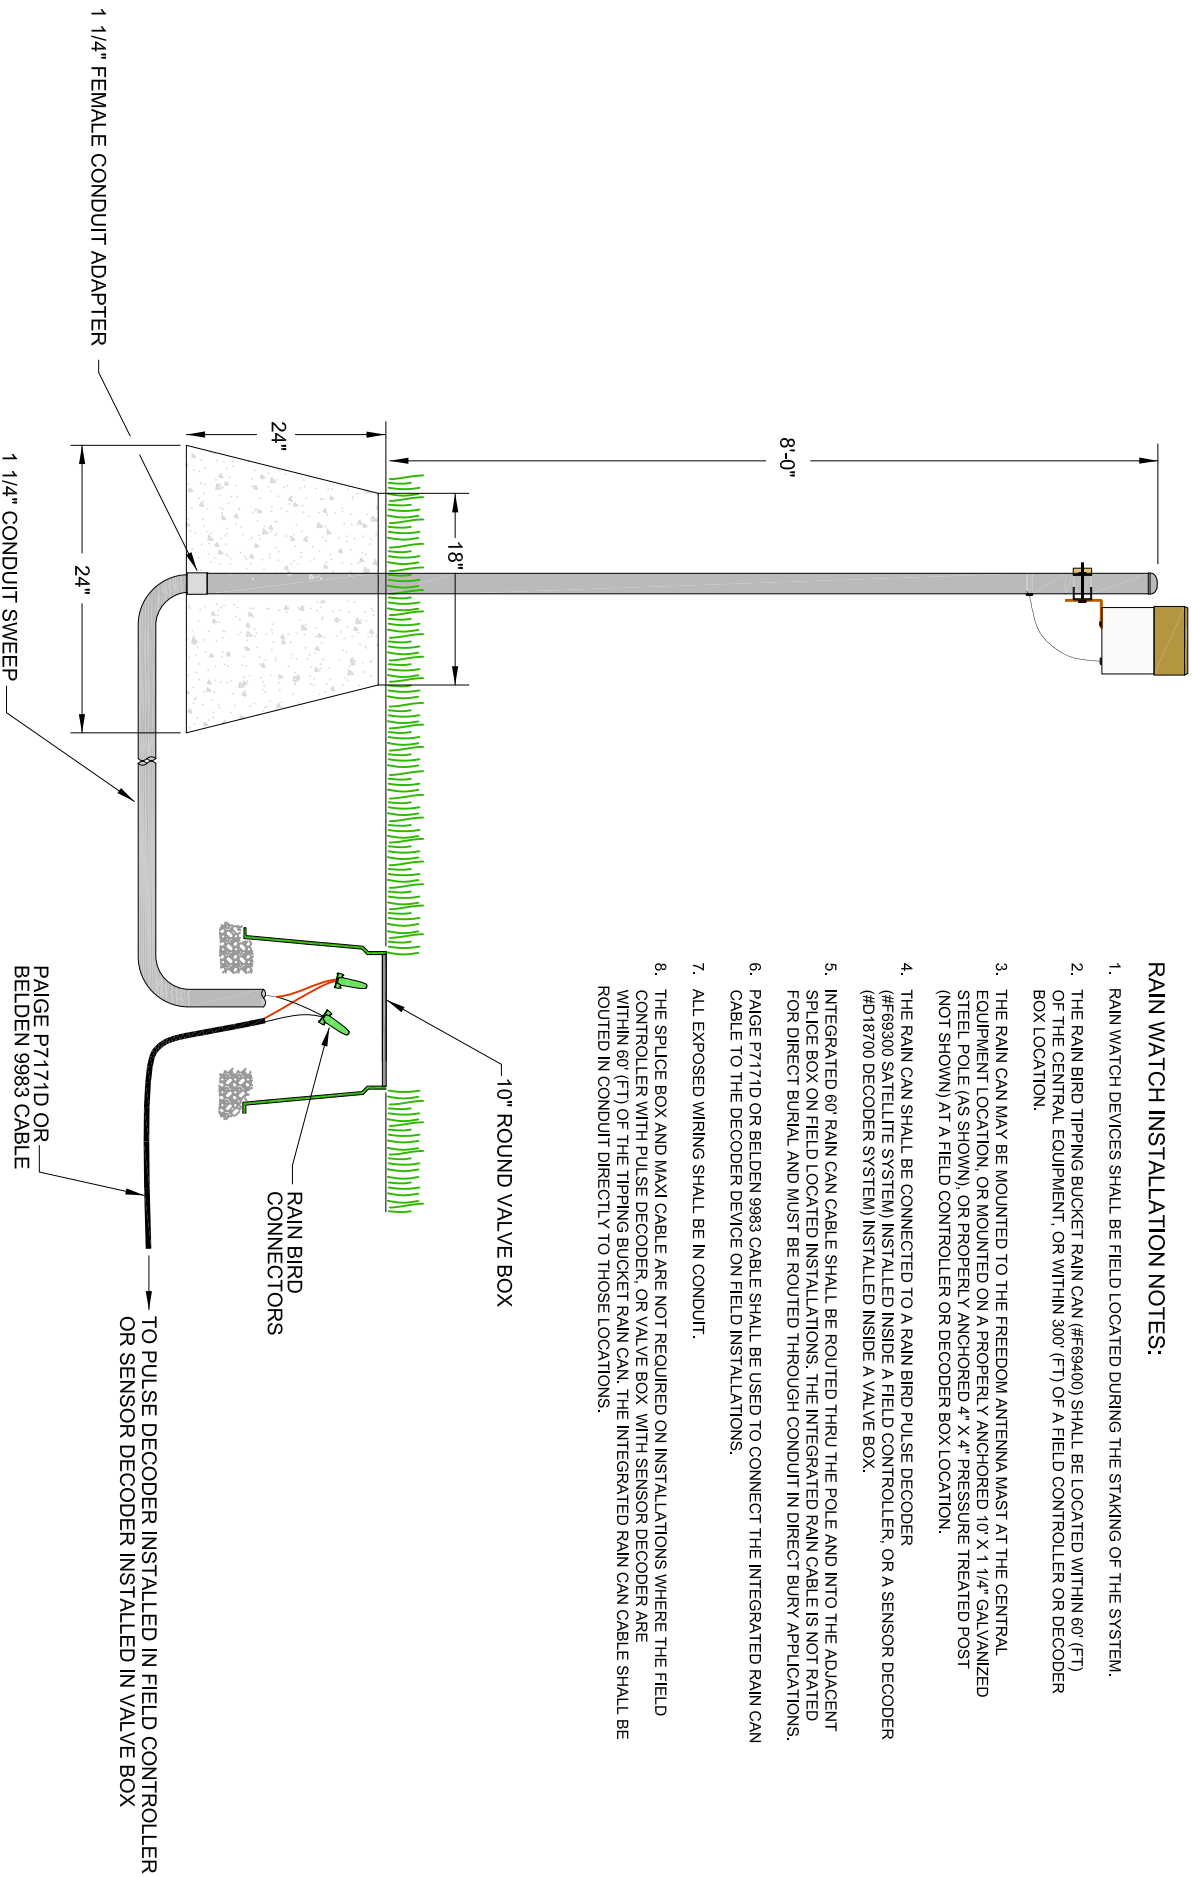 RAIN WATCH INSTALLATION NOTES:
1. RAIN WATCH DEVICES SHALL BE FIELD LOCATED DURING THE STAKING OF THE SYSTEM.
2. THE RAIN BIRD TIPPING BUCKET RAIN CAN (#F69400) SHALL BE LOCATED WITHIN 60' (FT)
OF THE CENTRAL EQUIPMENT, OR WITHIN 300' (FT) OF A FIELD CONTROLLER OR DECODER
BOX LOCATION.
3. THE RAIN CAN MAY BE MOUNTED TO THE FREEDOM ANTENNA MAST AT THE CENTRAL
EQUIPMENT LOCATION, OR MOUNTED ON A PROPERLY ANCHORED 10' X 1 1/4" GALVANIZED
STEEL POLE (AS SHOWN), OR PROPERLY ANCHORED 4" X 4" PRESSURE TREATED POST
(NOT SHOWN) AT A FIELD CONTROLLER OR DECODER BOX LOCATION.
4. THE RAIN CAN SHALL BE CONNECTED TO A RAIN BIRD PULSE DECODER
(#F69300 SATELLITE SYSTEM) INSTALLED INSIDE A FIELD CONTROLLER, OR A SENSOR DECODER
(#D18700 DECODER SYSTEM) INSTALLED INSIDE A VALVE BOX.
5. INTEGRATED 60' RAIN CAN CABLE SHALL BE ROUTED THRU THE POLE AND INTO THE ADJACENT
SPLICE BOX ON FIELD LOCATED INSTALLATIONS. THE INTEGRATED RAIN CABLE IS NOT RATED
FOR DIRECT BURIAL AND MUST BE ROUTED THROUGH CONDUIT IN DIRECT BURY APPLICATIONS.
6. PAIGE P7171D OR BELDEN 9983 CABLE SHALL BE USED TO CONNECT THE INTEGRATED RAIN CAN
CABLE TO THE DECODER DEVICE ON FIELD INSTALLATIONS.
7. ALL EXPOSED WIRING SHALL BE IN CONDUIT.
8. THE SPLICE BOX AND MAXI CABLE ARE NOT REQUIRED ON INSTALLATIONS WHERE THE FIELD
CONTROLLER WITH PULSE DECODER, OR VALVE BOX WITH SENSOR DECODER ARE
WITHIN 60' (FT) OF THE TIPPING BUCKET RAIN CAN. THE INTEGRATED RAIN CAN CABLE SHALL BE
ROUTED IN CONDUIT DIRECTLY TO THOSE LOCATIONS.
8'-0"
18"
24"
24"
10" ROUND VALVE BOX
RAIN BIRD
CONNECTORS
1 1/4" FEMALE CONDUIT ADAPTER
1 1/4" CONDUIT SWEEP
PAIGE P7171D OR
BELDEN 9983 CABLE
TO PULSE DECODER INSTALLED IN FIELD CONTROLLER
OR SENSOR DECODER INSTALLED IN VALVE BOX